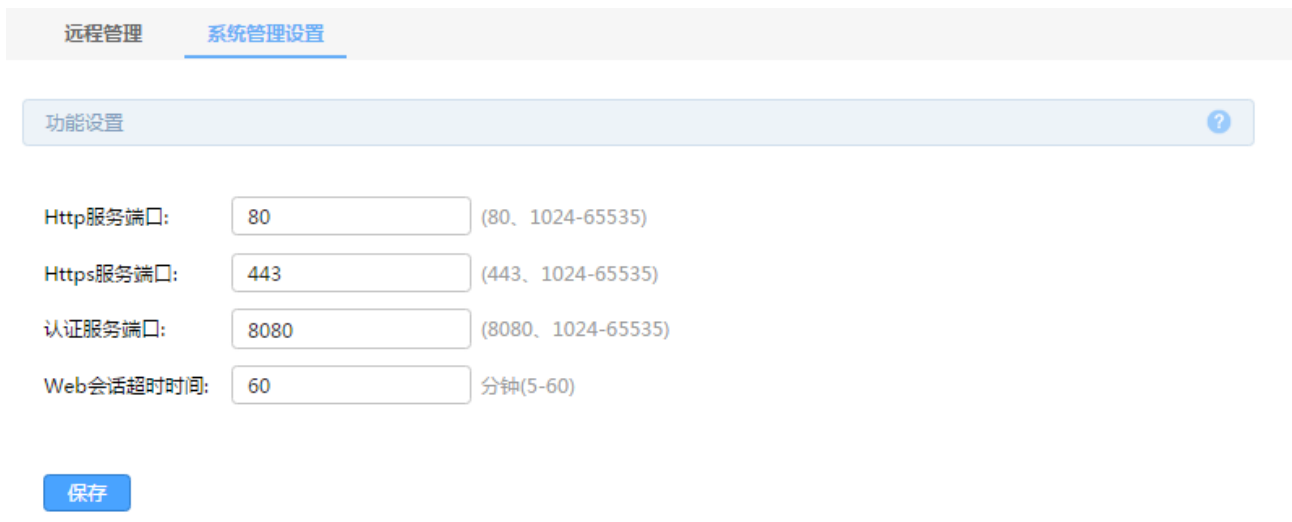 远程管理 系统管理设置
功能设置 ?
Http服务端口: 80 (80、1024-65535)
Https服务端口: 443 (443、1024-65535)
认证服务端口: 8080 (8080、1024-65535)
Web会话超时时间: 60 分钟(5-60)
保存